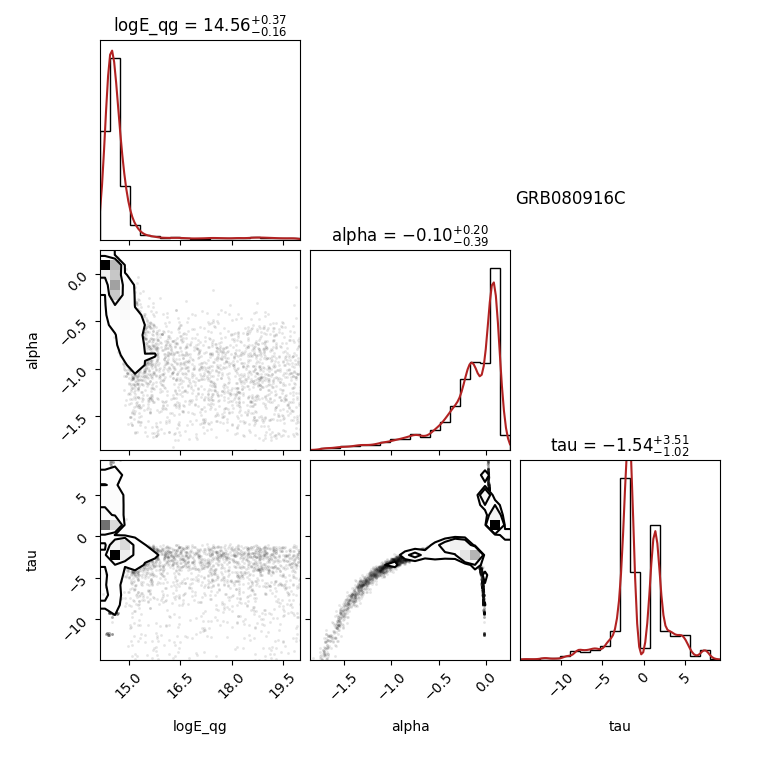 logE_qg = 14.56+0.37−0.16
GRB080916C
alpha = −0.10+0.20−0.39
0.0
−0.5
−1.0
−1.5
alpha
tau = −1.54+3.51−1.02
5
0
−5
−10
tau
15.0 16.5 18.0 19.5
−1.5 −1.0 −0.5 0.0
−10 −5 0 5
logE_qg alpha tau